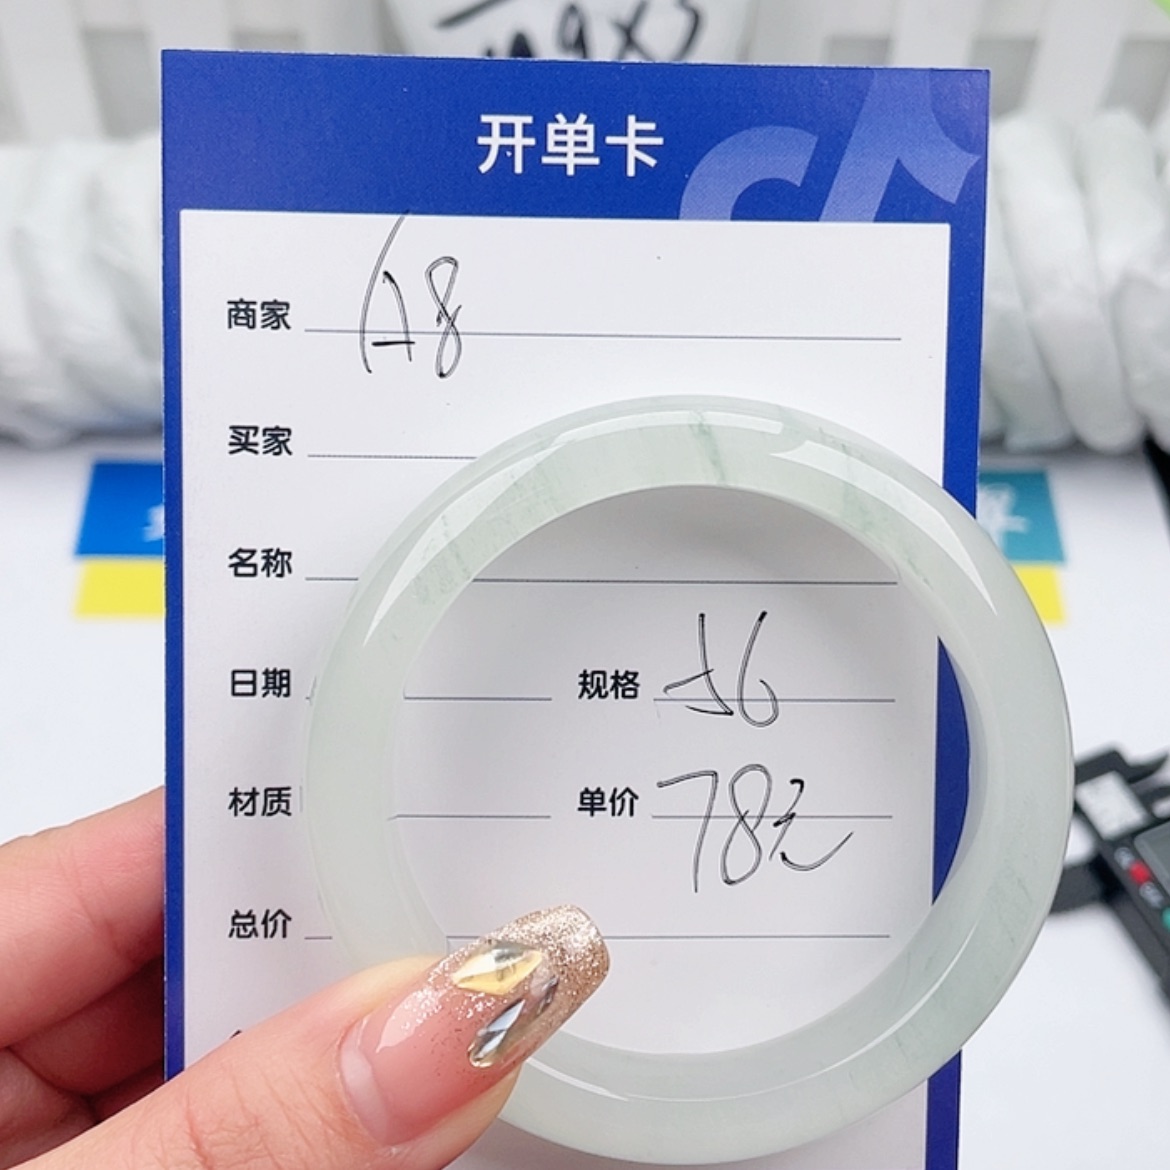 开单卡
商家 A8
买家
名称
日期 规格 56
材质 单价 78元
总价